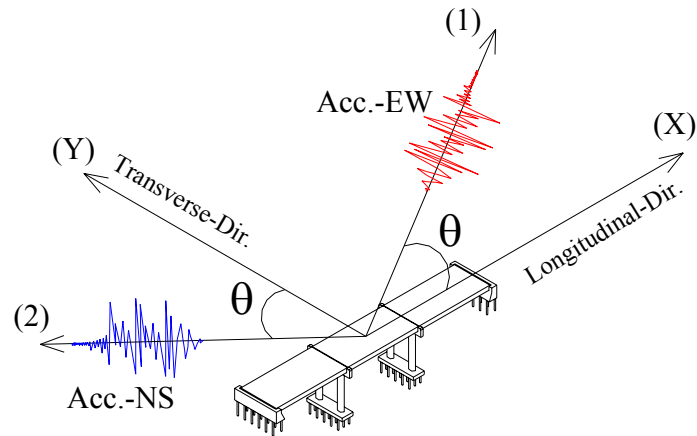 (1)
Acc.-EW
(X)
(Y)
Transverse-Dir.
θ
Longitudinal-Dir.
θ
(2)
Acc.-NS